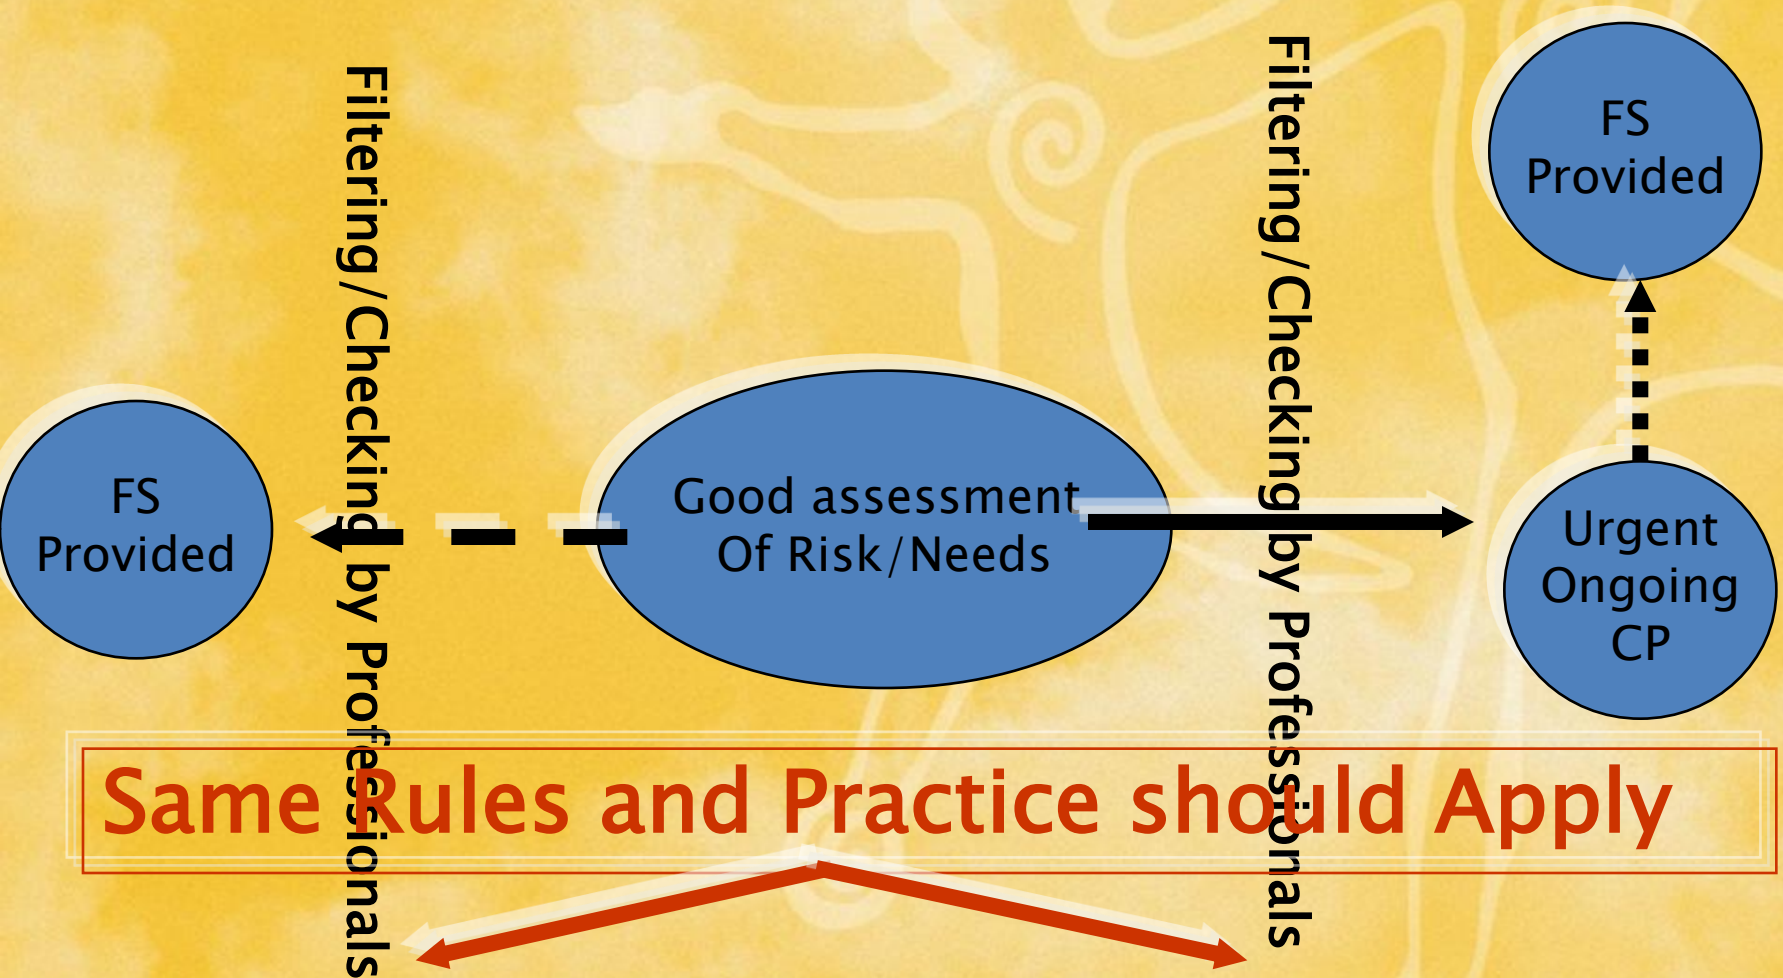 Filtering/Checking by Professionals
Filtering/Checking by Professionals
FS
Provided
FS
Provided
Good assessment
Of Risk/Needs
Urgent
Ongoing
CP
Same Rules and Practice should Apply